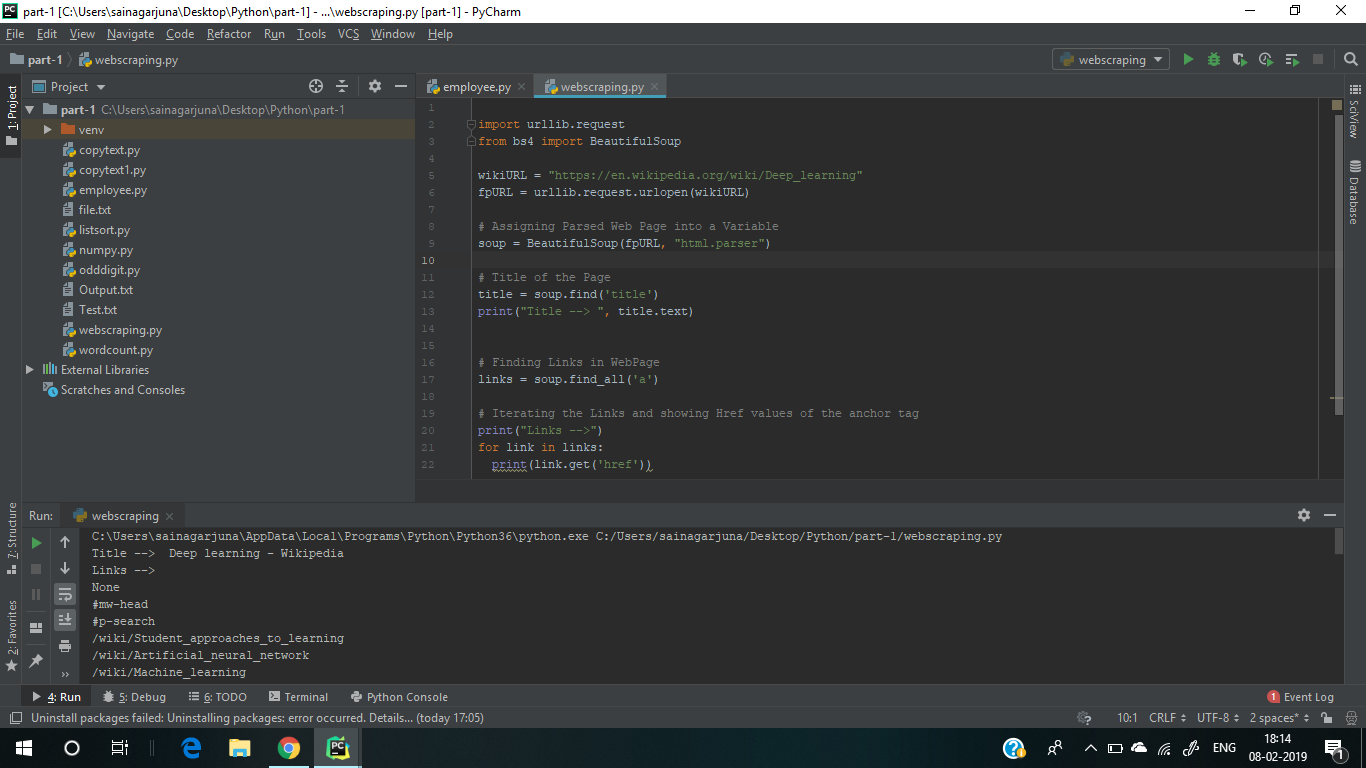 PC part-1 [C:\Users\sainagarjuna\Desktop\Python\part-1] - ...\webscraping.py [part-1] - PyCharm
File Edit View Navigate Code Refactor Run Tools VCS Window Help
part-1 webscraping.py webscraping
1: Project
Project
employee.py webscraping.py
part-1 C:\Users\sainagarjuna\Desktop\Python\part-1
venv
copytext.py
copytext1.py
employee.py
file.txt
listsort.py
numpy.py
odddigit.py
Output.txt
Test.txt
webscraping.py
wordcount.py
External Libraries
Scratches and Consoles
1
2 import urllib.request
3 from bs4 import BeautifulSoup
4
5 wikiURL = "https://en.wikipedia.org/wiki/Deep_learning"
6 fpURL = urllib.request.urlopen(wikiURL)
7
8 # Assigning Parsed Web Page into a Variable
9 soup = BeautifulSoup(fpURL, "html.parser")
10
11 # Title of the Page
12 title = soup.find('title')
13 print("Title --> ", title.text)
14
15
16 # Finding Links in WebPage
17 links = soup.find_all('a')
18
19 # Iterating the Links and showing Href values of the anchor tag
20 print("Links -->")
21 for link in links:
22 print(link.get('href'))
SciView
Database
7: Structure
2: Favorites
Run: webscraping
C:\Users\sainagarjuna\AppData\Local\Programs\Python\Python36\python.exe C:/Users/sainagarjuna/Desktop/Python/part-1/webscraping.py
Title -->  Deep learning - Wikipedia
Links -->
None
#mw-head
#p-search
/wiki/Student_approaches_to_learning
/wiki/Artificial_neural_network
/wiki/Machine_learning
4: Run 5: Debug 6: TODO Terminal Python Console 1 Event Log
Uninstall packages failed: Uninstalling packages: error occurred. Details... (today 17:05) 10:1 CRLF UTF-8 2 spaces*
PC ENG 18:14
08-02-2019 1